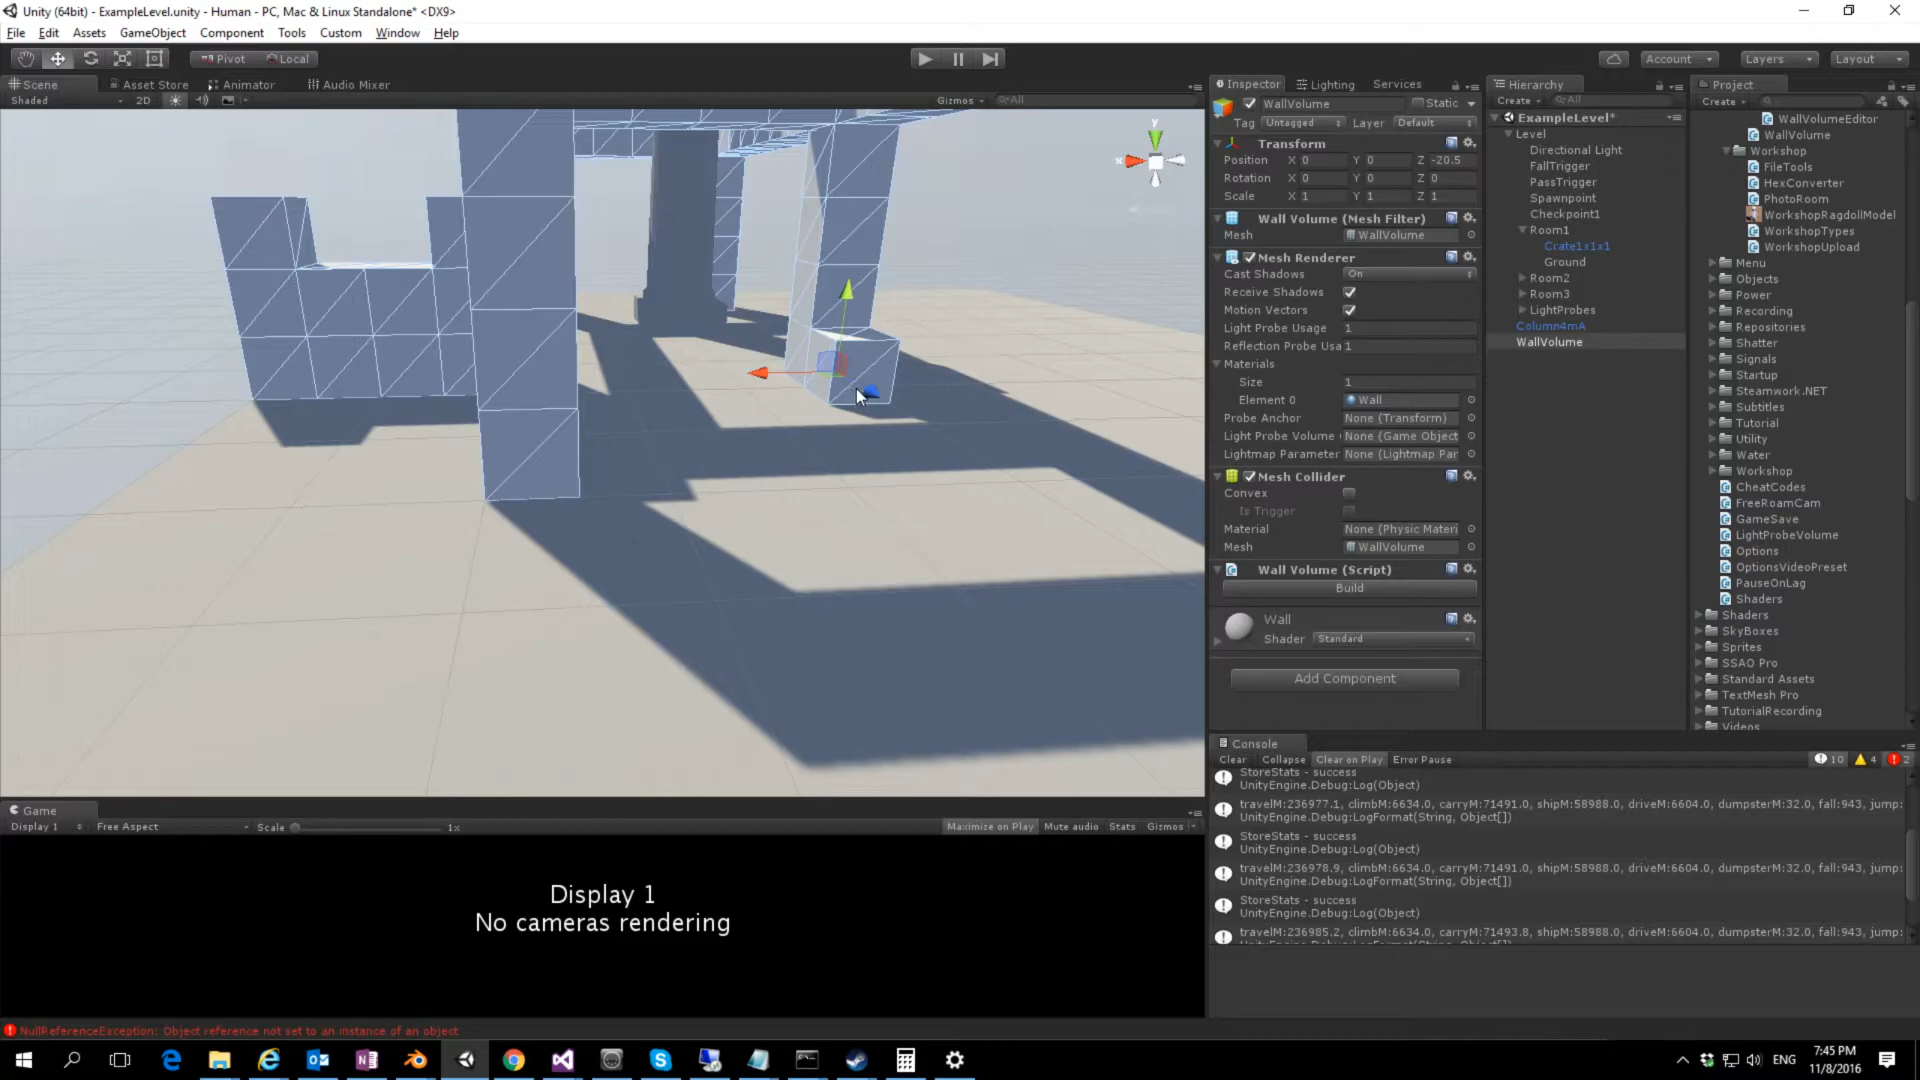 Unity (64bit) - ExampleLevel.unity - Human - PC, Mac & Linux Standalone* <DX9>
File Edit Assets GameObject Component Tools Custom Window Help
Pivot Local
Account Layers Layout
Scene Asset Store Animator Audio Mixer
Shaded 2D Gizmos All
y
x
Inspector Lighting Services
WallVolume Static
Tag Untagged Layer Default
Transform
Position X 0 Y 0 Z -20.5
Rotation X 0 Y 0 Z 0
Scale X 1 Y 1 Z 1
Wall Volume (Mesh Filter)
Mesh WallVolume
Mesh Renderer
Cast Shadows On
Receive Shadows
Motion Vectors
Light Probe Usage 1
Reflection Probe Usa 1
Materials
Size 1
Element 0 Wall
Probe Anchor None (Transform)
Light Probe Volume None (Game Object
Lightmap Parameter None (Lightmap Par
Mesh Collider
Convex
Is Trigger
Material None (Physic Materi
Mesh WallVolume
Wall Volume (Script)
Build
Wall
Shader Standard
Add Component
Hierarchy
Create All
ExampleLevel*
Level
Directional Light
FallTrigger
PassTrigger
Spawnpoint
Checkpoint1
Room1
Crate1x1x1
Ground
Room2
Room3
LightProbes
Column4mA
WallVolume
Project
Create
WallVolumeEditor
WallVolume
Workshop
FileTools
HexConverter
PhotoRoom
WorkshopRagdollModel
WorkshopTypes
WorkshopUpload
Menu
Objects
Power
Recording
Repositories
Shatter
Signals
Startup
Steamwork.NET
Subtitles
Tutorial
Utility
Water
Workshop
CheatCodes
FreeRoamCam
GameSave
LightProbeVolume
Options
OptionsVideoPreset
PauseOnLag
Shaders
Shaders
SkyBoxes
Sprites
SSAO Pro
Standard Assets
TextMesh Pro
TutorialRecording
Videos
Console
Clear Collapse Clear on Play Error Pause 10 4 2
StoreStats - success
UnityEngine.Debug:Log(Object)
travelM:236977.1, climbM:6634.0, carryM:71491.0, shipM:58988.0, driveM:6604.0, dumpsterM:32.0, fall:943, jump:
UnityEngine.Debug:LogFormat(String, Object[])
StoreStats - success
UnityEngine.Debug:Log(Object)
travelM:236978.9, climbM:6634.0, carryM:71491.0, shipM:58988.0, driveM:6604.0, dumpsterM:32.0, fall:943, jump:
UnityEngine.Debug:LogFormat(String, Object[])
StoreStats - success
UnityEngine.Debug:Log(Object)
travelM:236985.2, climbM:6634.0, carryM:71493.8, shipM:58988.0, driveM:6604.0, dumpsterM:32.0, fall:943, jump:
Game
Display 1 Free Aspect Scale 1x Maximize on Play Mute audio Stats Gizmos
Display 1
No cameras rendering
NullReferenceException: Object reference not set to an instance of an object
ENG 7:45 PM
11/8/2016